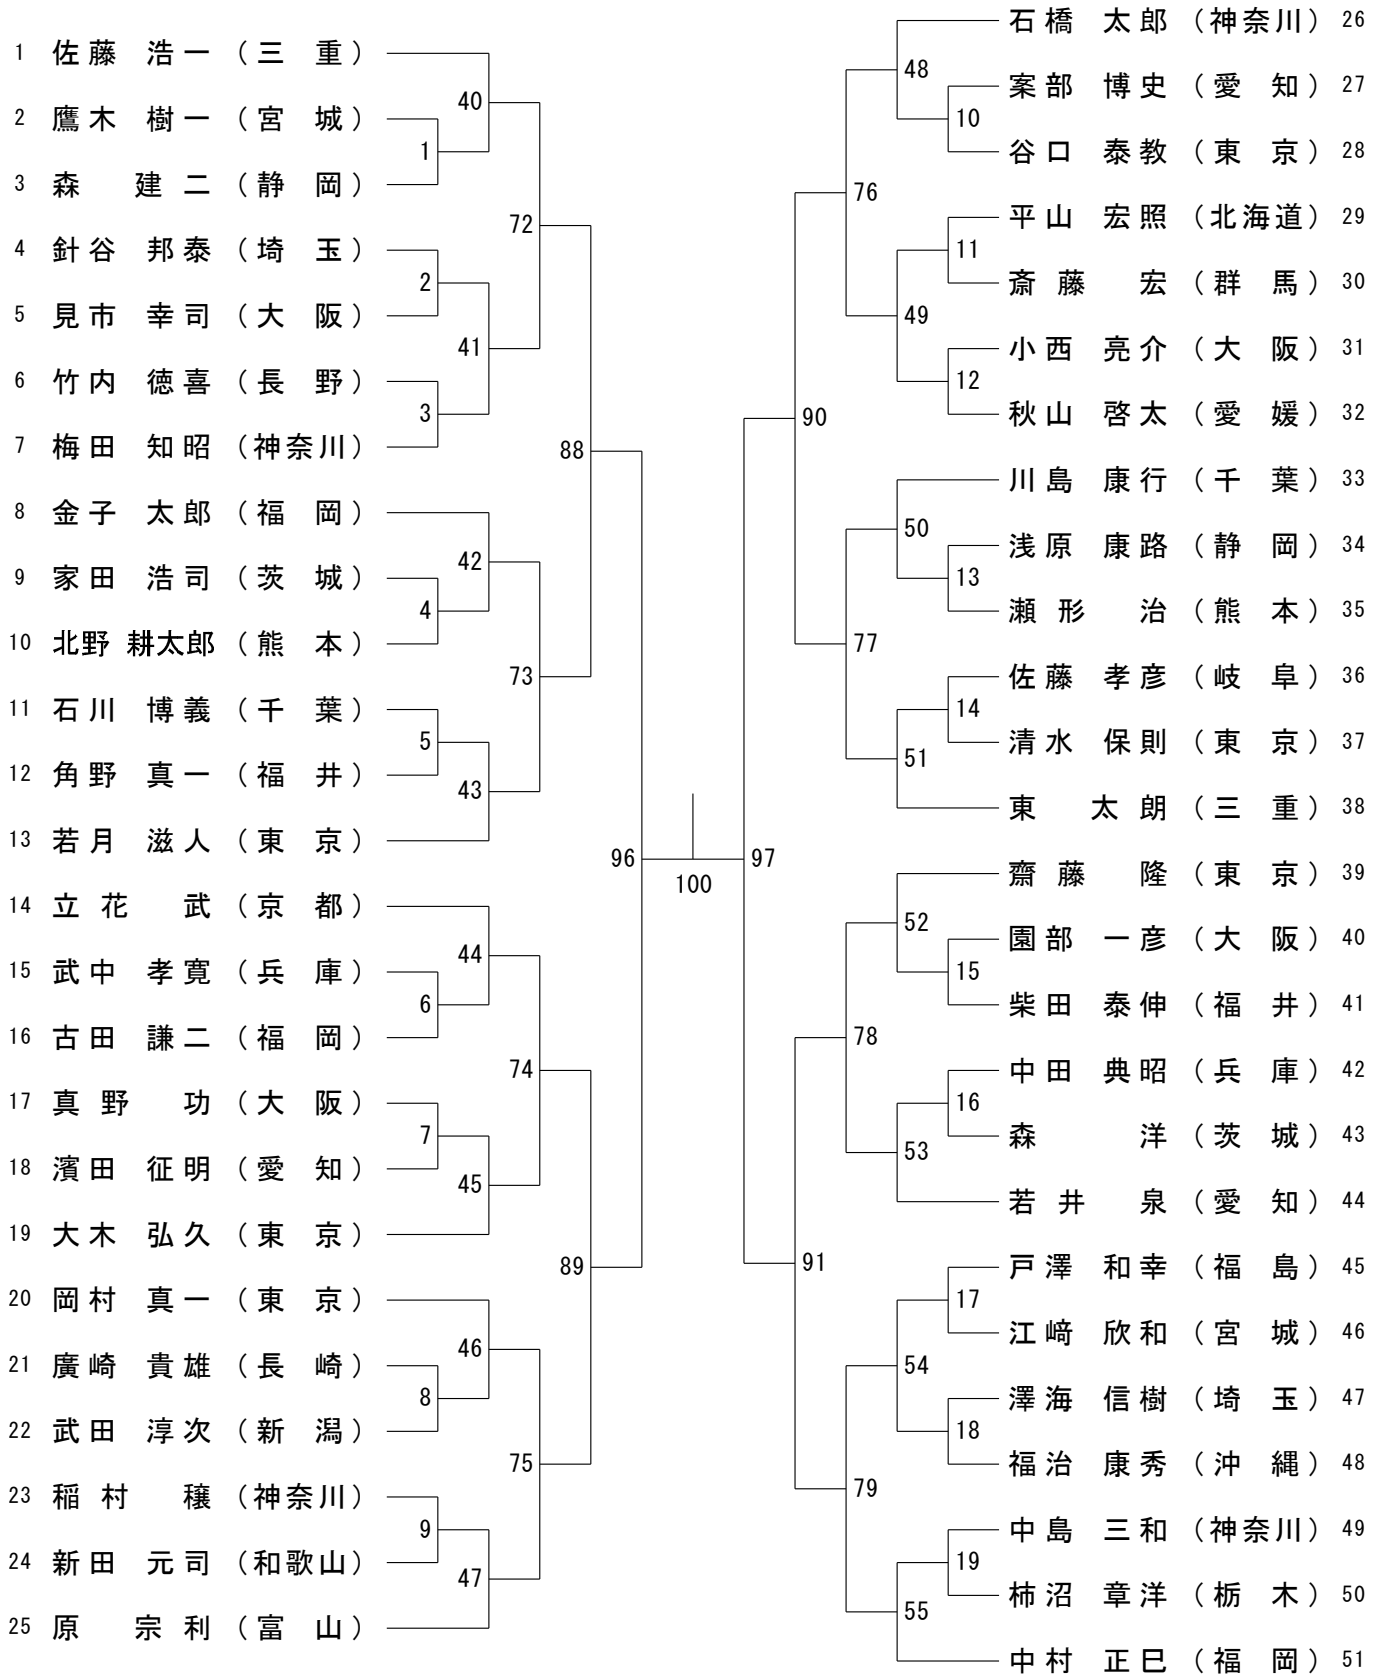 1 佐藤 浩一 (三 重)
2 鷹木 樹一 (宮 城)
3 森 建二 (静 岡)
4 針谷 邦泰 (埼 玉)
5 見市 幸司 (大 阪)
6 竹内 徳喜 (長 野)
7 梅田 知昭 (神奈川)
8 金子 太郎 (福 岡)
9 家田 浩司 (茨 城)
10 北野 耕太郎 (熊 本)
11 石川 博義 (千 葉)
12 角野 真一 (福 井)
13 若月 滋人 (東 京)
14 立花 武 (京 都)
15 武中 孝寛 (兵 庫)
16 古田 謙二 (福 岡)
17 真野 功 (大 阪)
18 濱田 征明 (愛 知)
19 大木 弘久 (東 京)
20 岡村 真一 (東 京)
21 廣崎 貴雄 (長 崎)
22 武田 淳次 (新 潟)
23 稲村 穣 (神奈川)
24 新田 元司 (和歌山)
25 原 宗利 (富 山)
1
2
3
4
5
6
7
8
9
40
41
42
43
44
45
46
47
72
73
74
75
88
89
96
100
97
90
91
76
77
78
79
48
49
50
51
52
53
54
55
10
11
12
13
14
15
16
17
18
19
石橋 太郎 (神奈川) 26
案部 博史 (愛 知) 27
谷口 泰教 (東 京) 28
平山 宏照 (北海道) 29
斎藤 宏 (群 馬) 30
小西 亮介 (大 阪) 31
秋山 啓太 (愛 媛) 32
川島 康行 (千 葉) 33
浅原 康路 (静 岡) 34
瀬形 治 (熊 本) 35
佐藤 孝彦 (岐 阜) 36
清水 保則 (東 京) 37
東 太朗 (三 重) 38
齋藤 隆 (東 京) 39
園部 一彦 (大 阪) 40
柴田 泰伸 (福 井) 41
中田 典昭 (兵 庫) 42
森 洋 (茨 城) 43
若井 泉 (愛 知) 44
戸澤 和幸 (福 島) 45
江﨑 欣和 (宮 城) 46
澤海 信樹 (埼 玉) 47
福治 康秀 (沖 縄) 48
中島 三和 (神奈川) 49
柿沼 章洋 (栃 木) 50
中村 正巳 (福 岡) 51